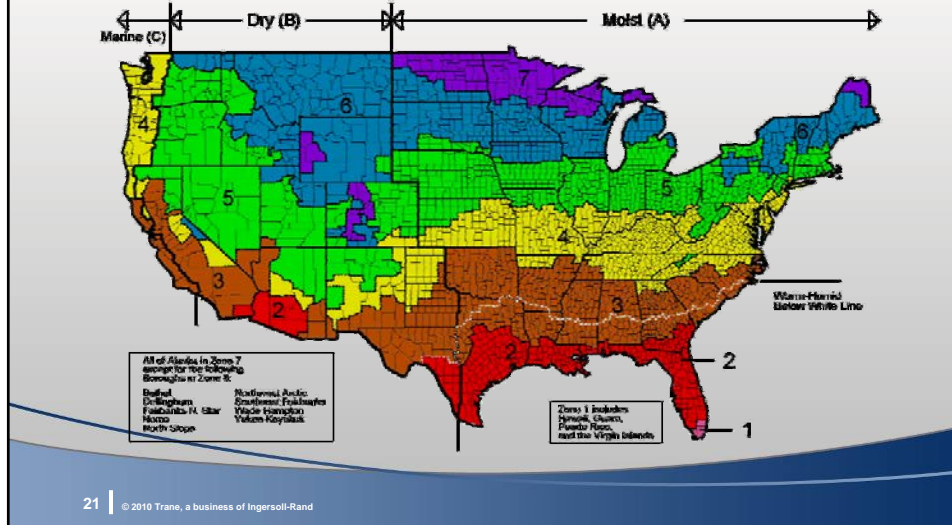 Dry (B)
Moist (A)
Marine (C)
7
6
4
6
5
5
4
3
3
2
2
Warm-Humid
Below White Line
2
1
All of Alaska in Zone 7
except for the following
Boroughs in Zone 8:
Bethel Northwest Arctic
Dellingham Southeast Fairbanks
Fairbanks N. Star Wade Hampton
Nome Yukon-Koyukuk
North Slope
Zone 1 includes
Hawaii, Guam,
Puerto Rico,
and the Virgin Islands
21 © 2010 Trane, a business of Ingersoll-Rand